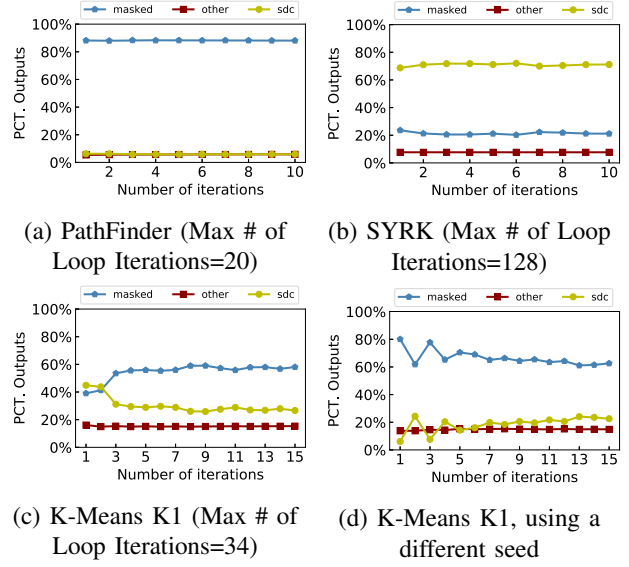 masked other sdc
masked other sdc
100%
80%
60%
40%
20%
0%
PCT. Outputs
2 4 6 8 10
Number of iterations
100%
80%
60%
40%
20%
0%
PCT. Outputs
2 4 6 8 10
Number of iterations
(a) PathFinder (Max # of
Loop Iterations=20)
(b) SYRK (Max # of Loop
Iterations=128)
masked other sdc
masked other sdc
100%
80%
60%
40%
20%
0%
PCT. Outputs
1 3 5 7 9 11 13 15
Number of iterations
100%
80%
60%
40%
20%
0%
PCT. Outputs
1 3 5 7 9 11 13 15
Number of iterations
(c) K-Means K1 (Max # of
Loop Iterations=34)
(d) K-Means K1, using a
different seed